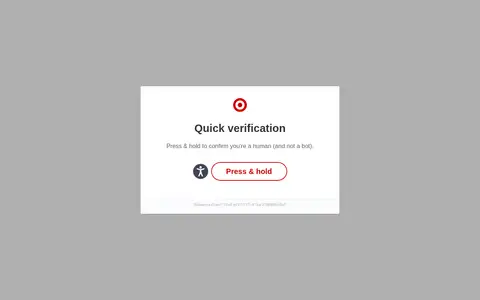 Quick verification
Press & hold to confirm you're a human (and not a bot).
Press & hold